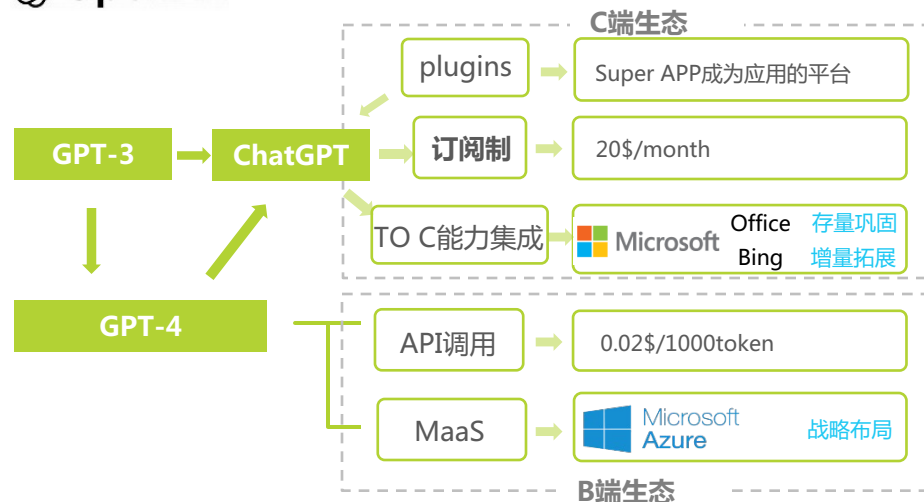 C端生态
plugins
Super APP成为应用的平台
GPT-3
ChatGPT
订阅制
20$/month
TO C能力集成
Microsoft
Office
存量巩固
Bing
增量拓展
GPT-4
API调用
0.02$/1000token
MaaS
Microsoft
Azure
战略布局
B端生态